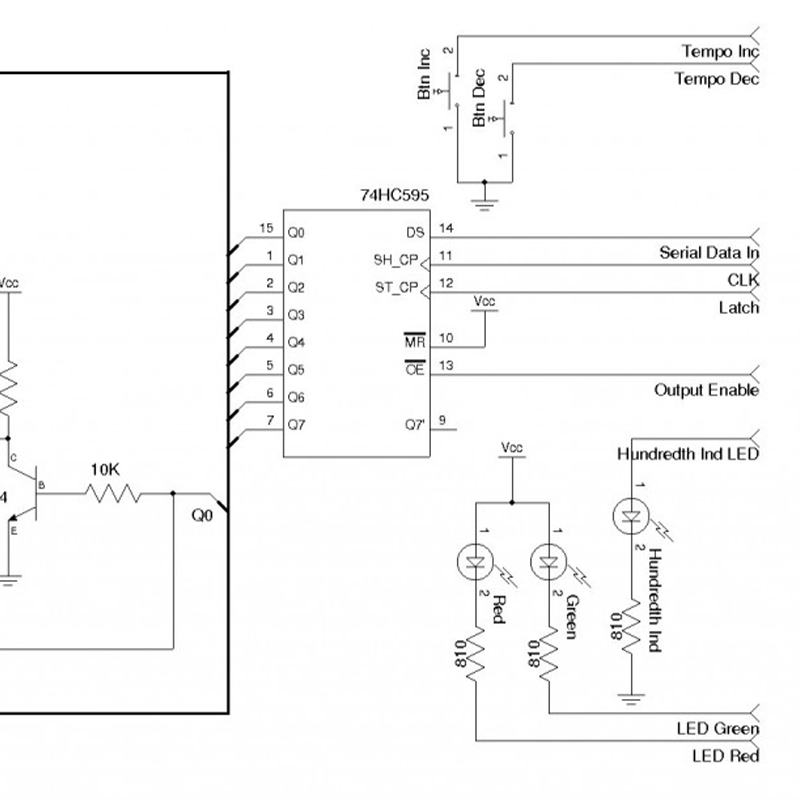 2
Tempo Inc
Btn Inc
2
Tempo Dec
Btn Dec
1
1
74HC595
15 Q0 DS 14
Serial Data In
1 Q1 SH_CP 11
CLK
2 Q2 ST_CP 12
Latch
Vcc
Vcc
3 Q3
4 Q4 MR 10
5 Q5 OE 13
Output Enable
6 Q6
7 Q7 Q7' 9
Vcc
Hundredth Ind LED
C
B
10K
4
E
Q0
1
1
1
2
2
2
Red
Green
Hundredth Ind
810
810
810
LED Green
LED Red